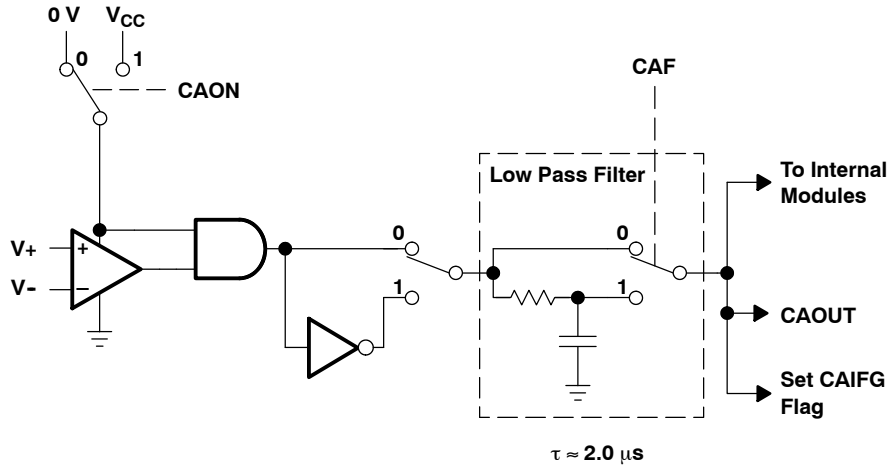 0 V
V_CC
0
1
CAON
CAF
Low Pass Filter
To Internal
Modules
V+
+
0
0
V-
−
1
1
CAOUT
Set CAIFG
Flag
τ ≈ 2.0 μs